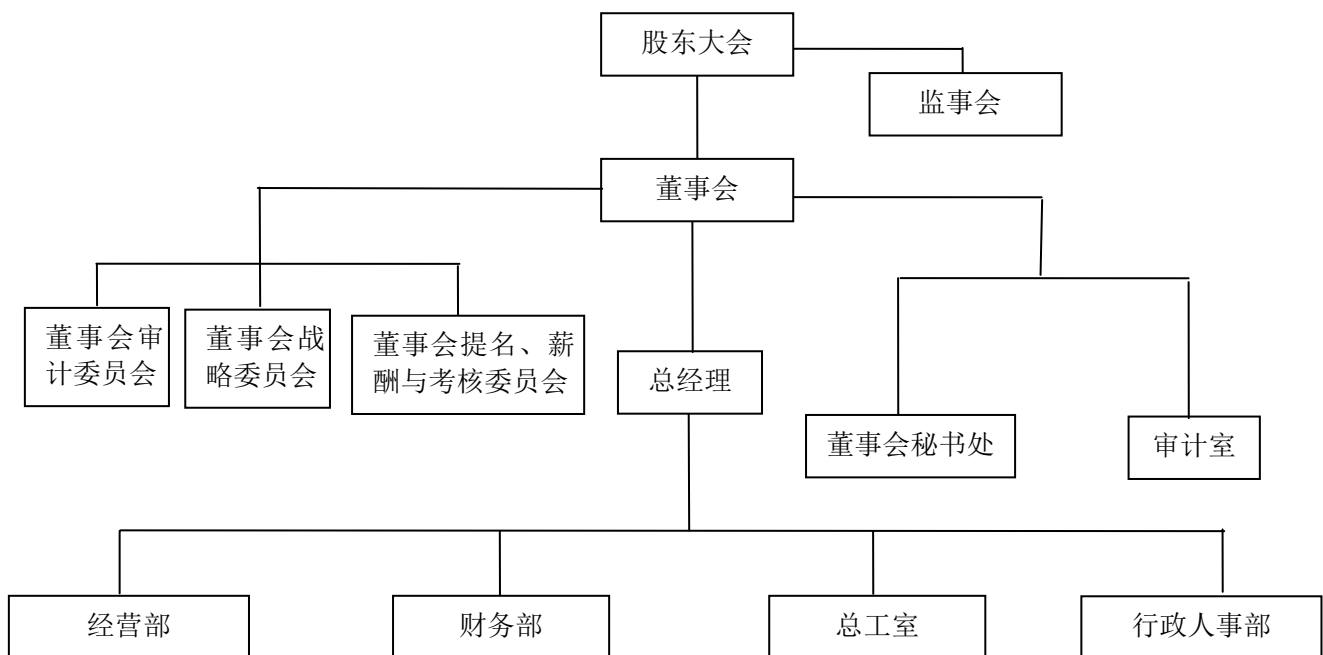 股东大会
监事会
董事会
董事会审
计委员会
董事会战
略委员会
董事会提名、薪
酬与考核委员会
总经理
董事会秘书处
审计室
经营部
财务部
总工室
行政人事部